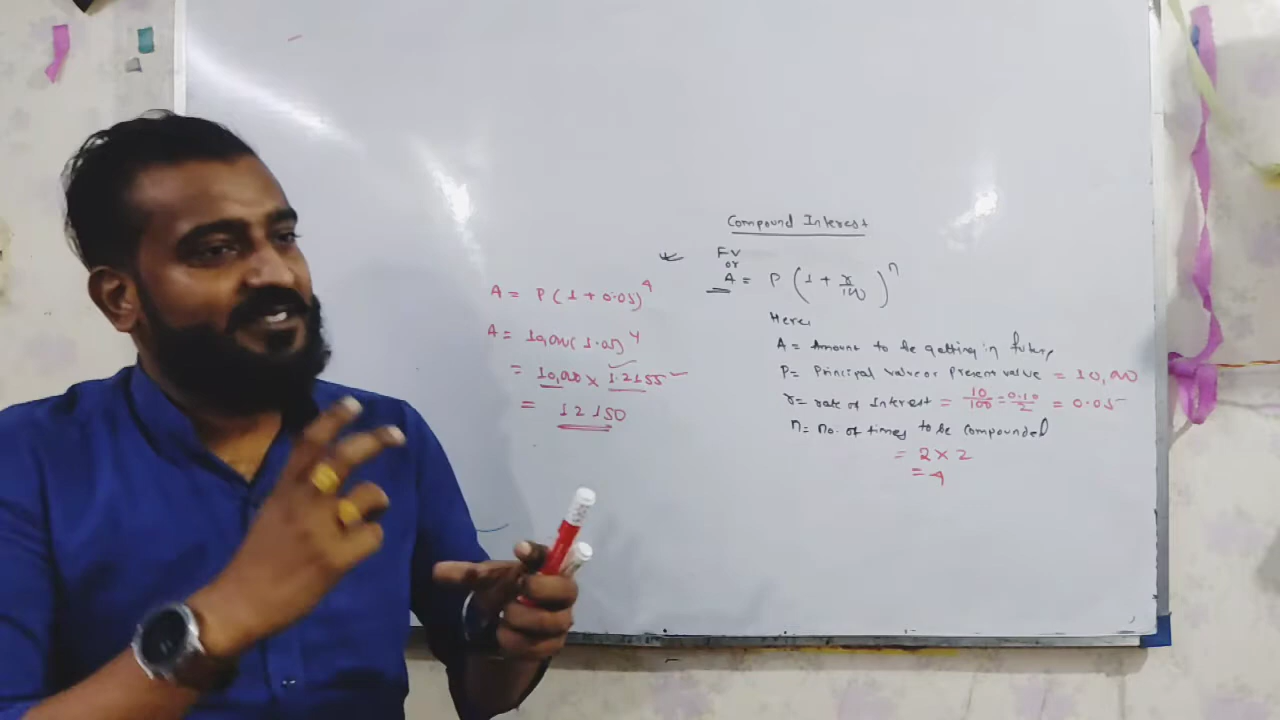 Compound Interest
FV
or
A = P ( 1 + r/100 )^n
Here,
A = Amount to be getting in future,
P = Principal value or Present value = 10,000
r = rate of Interest = 10/100 = 0.10/2 = 0.05
n = no. of times to be compounded
= 2 × 2
= 4
A = P ( 1 + 0.05 )^4
A = 10,000 ( 1.05 )^4
= 10,000 × 1.2155
= 12150